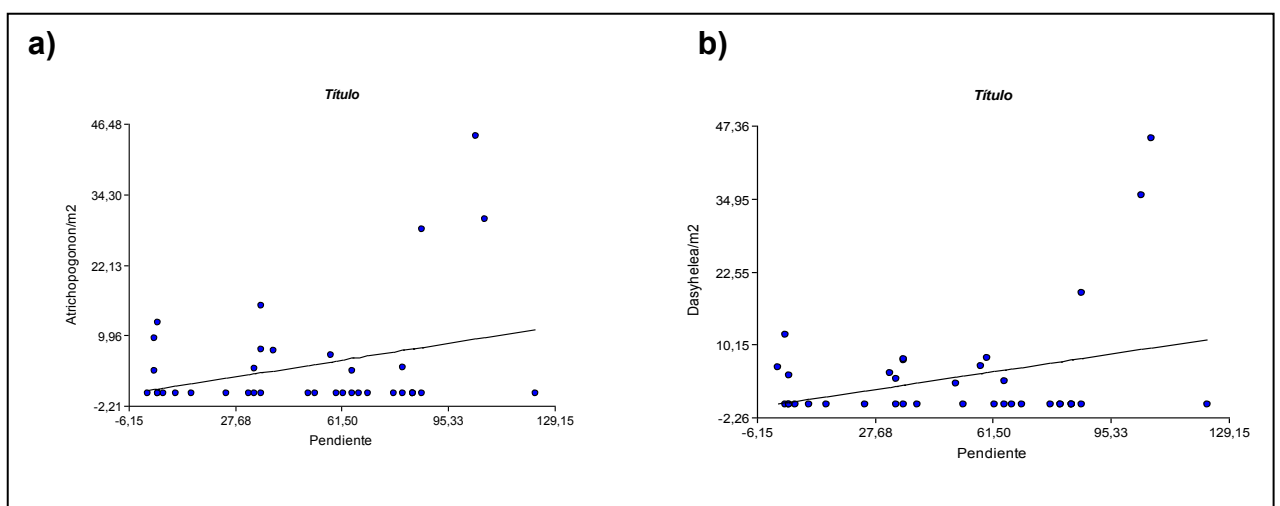 a)
Título
46,48
34,30
22,13
9,96
-2,21
Atrichopogonon/m2
-6,15 27,68 61,50 95,33 129,15
Pendiente
b)
Título
47,36
34,95
22,55
10,15
-2,26
Dasyhelea/m2
-6,15 27,68 61,50 95,33 129,15
Pendiente